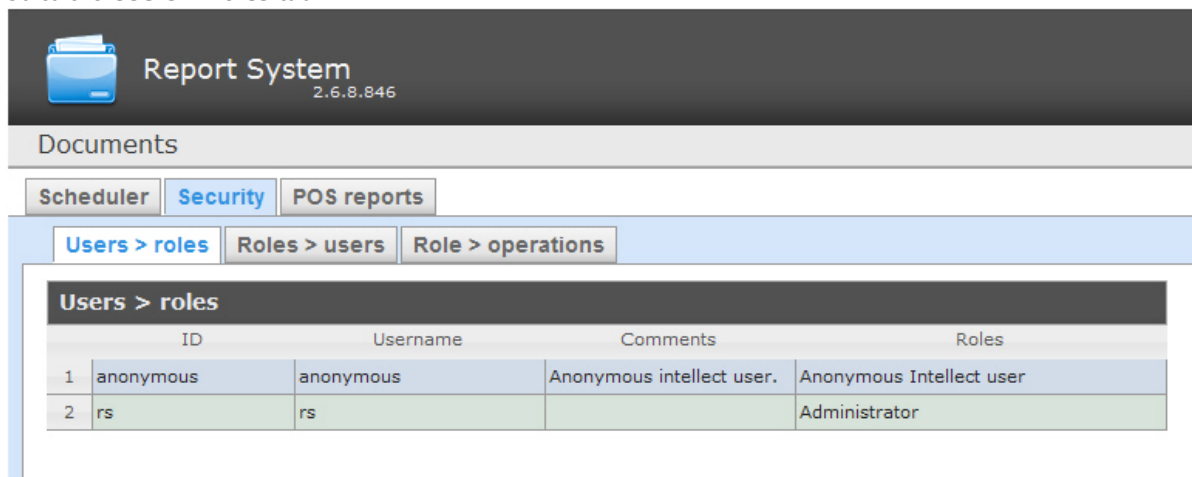 Report System
2.6.8.846
Documents
Scheduler Security POS reports
Users > roles Roles > users Role > operations
Users > roles
ID Username Comments Roles
1 anonymous anonymous Anonymous intellect user. Anonymous Intellect user
2 rs rs Administrator